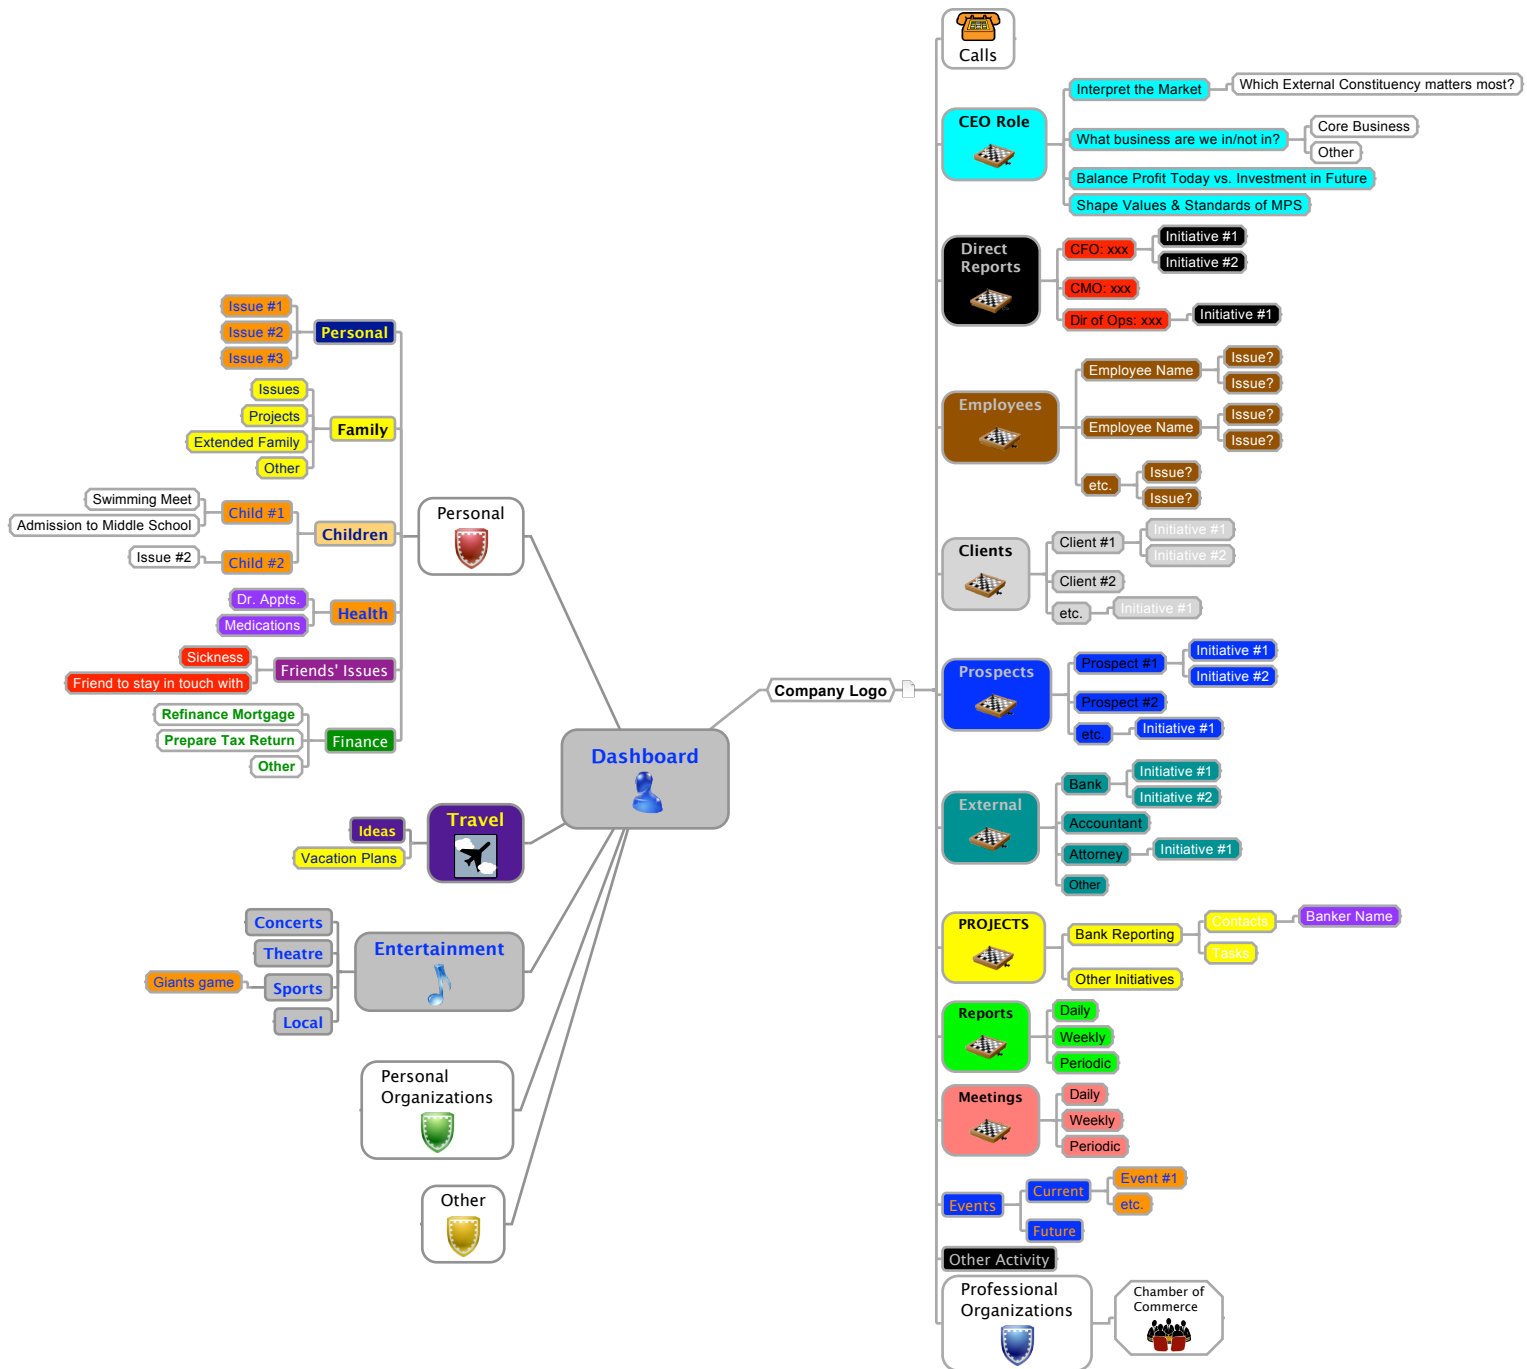 Dashboard
Personal
Personal
Issue #1
Issue #2
Issue #3
Family
Issues
Projects
Extended Family
Other
Children
Child #1
Swimming Meet
Admission to Middle School
Child #2
Issue #2
Health
Dr. Appts.
Medications
Friends' Issues
Sickness
Friend to stay in touch with
Finance
Refinance Mortgage
Prepare Tax Return
Other
Travel
Ideas
Vacation Plans
Entertainment
Concerts
Theatre
Sports
Giants game
Local
Personal
Organizations
Other
Company Logo
Calls
CEO Role
Interpret the Market
Which External Constituency matters most?
What business are we in/not in?
Core Business
Other
Balance Profit Today vs. Investment in Future
Shape Values & Standards of MPS
Direct
Reports
CFO: xxx
Initiative #1
Initiative #2
CMO: xxx
Dir of Ops: xxx
Initiative #1
Employees
Employee Name
Issue?
Issue?
Employee Name
Issue?
Issue?
etc.
Issue?
Issue?
Clients
Client #1
Initiative #1
Initiative #2
Client #2
etc.
Initiative #1
Prospects
Prospect #1
Initiative #1
Initiative #2
Prospect #2
etc.
Initiative #1
External
Bank
Initiative #1
Initiative #2
Accountant
Attorney
Initiative #1
Other
PROJECTS
Bank Reporting
Contacts
Banker Name
Tasks
Other Initiatives
Reports
Daily
Weekly
Periodic
Meetings
Daily
Weekly
Periodic
Events
Current
Event #1
etc.
Future
Other Activity
Professional
Organizations
Chamber of
Commerce